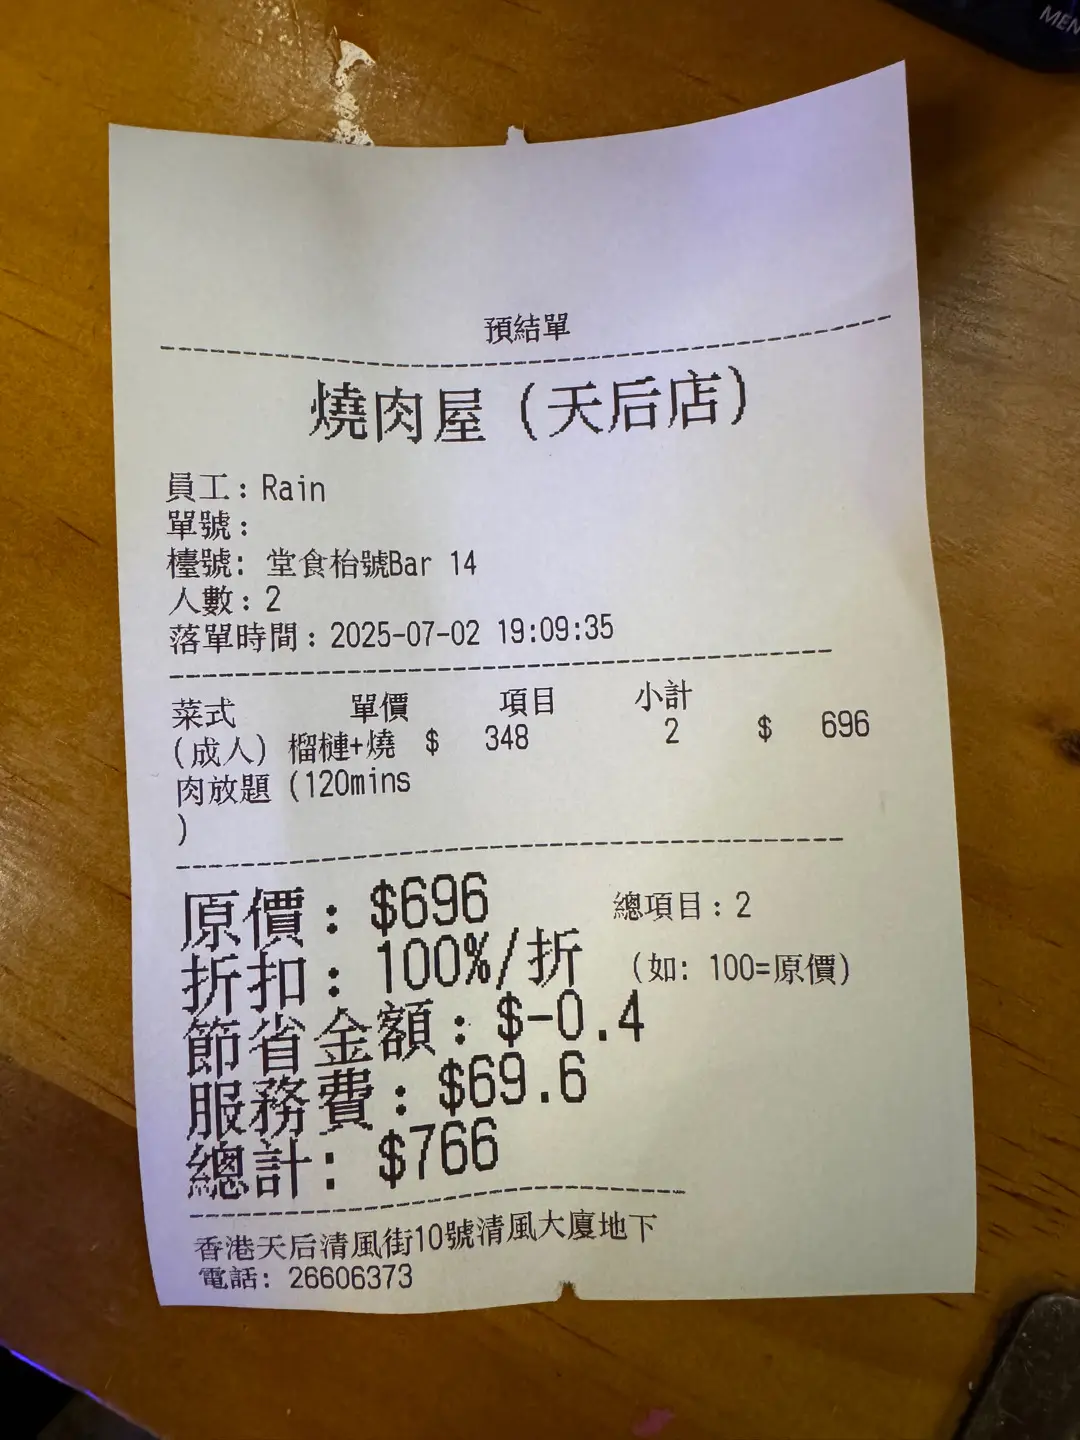 MEN
預結單
燒肉屋（天后店）
員工：Rain
單號：
檯號: 堂食枱號Bar 14
人數：2
落單時間：2025-07-02 19:09:35
菜式 單價 項目 小計
（成人）榴槤+燒 $ 348 2 $ 696
肉放題（120mins
）
原價：$696 總項目：2
折扣：100%/折 （如: 100=原價）
節省金額：$-0.4
服務費：$69.6
總計: $766
香港天后清風街10號清風大廈地下
電話: 26606373